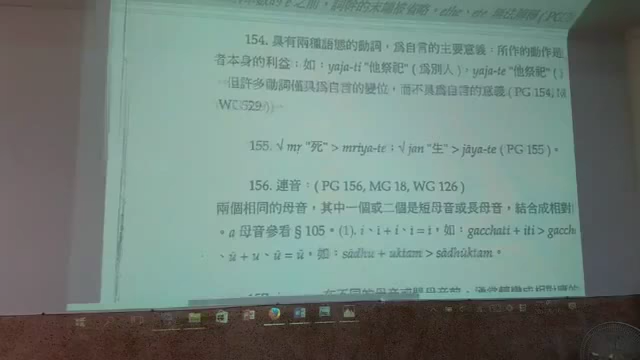 154. 具有兩種語態的動詞，為自言的主要意義：所作的動作是
者本身的利益；如：yaja-ti "他祭祀" (為別人)，yaja-te "他祭祀" (
但許多動詞僅具為自言的變位，而不具為自言的意義 (PG 154,
WG 529)
155. √ mṛ "死" > mriya-te；√ jan "生" > jāya-te (PG 155)。
156. 連音：(PG 156, MG 18, WG 126)
兩個相同的母音，其中一個或二個是短母音或長母音，結合成相對
。a 母音參看 § 105。(1). i、ī + i、ī = ī，如：gacchati + iti > gacch
、ū + u、ū = ū。如：sādhu + uktam > sādhūktam。